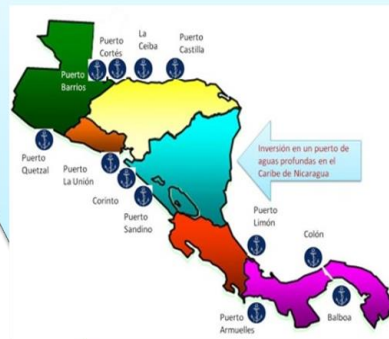 Puerto
Cortés
La
Ceiba
Puerto
Castilla
Puerto
Barrios
Puerto
Quetzal
Puerto
La Unión
Corinto
Puerto
Sandino
Inversión en un puerto de
aguas profundas en el
Caribe de Nicaragua
Puerto
Limón
Colón
Puerto
Armuelles
Balboa